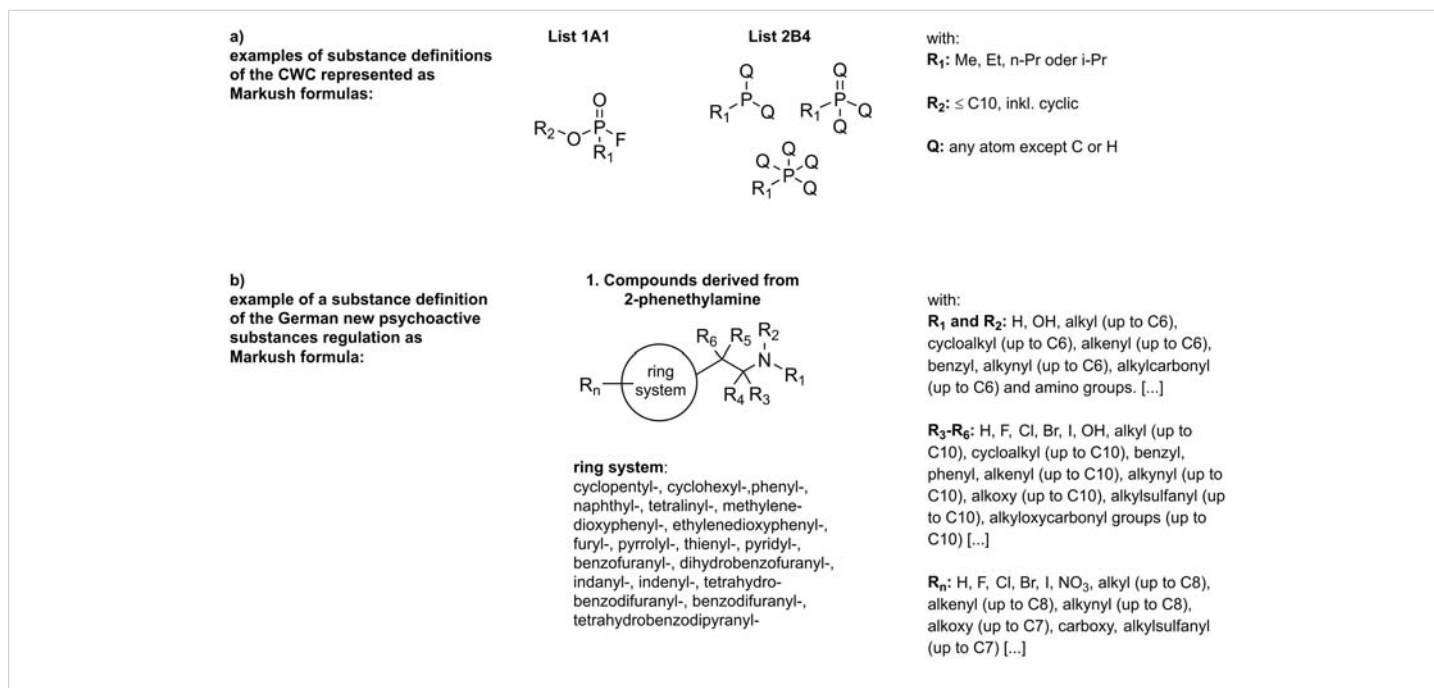 a)
examples of substance definitions
of the CWC represented as
Markush formulas:
List 1A1
O
R2 O P F
R1
List 2B4
Q
P
R1 Q
Q
P
R1 Q
Q
Q
Q Q
P
R1 Q
with:
R1: Me, Et, n-Pr oder i-Pr
R2: ≤ C10, inkl. cyclic
Q: any atom except C or H
b)
example of a substance definition
of the German new psychoactive
substances regulation as
Markush formula:
1. Compounds derived from
2-phenethylamine
R6 R5 R2
N
Rn ring
system
R1
R4 R3
ring system:
cyclopentyl-, cyclohexyl-,phenyl-,
naphthyl-, tetralinyl-, methylene-
dioxyphenyl-, ethylenedioxyphenyl-,
furyl-, pyrrolyl-, thienyl-, pyridyl-,
benzofuranyl-, dihydrobenzofuranyl-,
indanyl-, indenyl-, tetrahydro-
benzodifuranyl-, benzodifuranyl-,
tetrahydrobenzodipyranyl-
with:
R1 and R2: H, OH, alkyl (up to C6),
cycloalkyl (up to C6), alkenyl (up to C6),
benzyl, alkynyl (up to C6), alkylcarbonyl
(up to C6) and amino groups. [...]
R3-R6: H, F, Cl, Br, I, OH, alkyl (up to
C10), cycloalkyl (up to C10), benzyl,
phenyl, alkenyl (up to C10), alkynyl (up to
C10), alkoxy (up to C10), alkylsulfanyl (up
to C10), alkyloxycarbonyl groups (up to
C10) [...]
Rn: H, F, Cl, Br, I, NO3, alkyl (up to C8),
alkenyl (up to C8), alkynyl (up to C8),
alkoxy (up to C7), carboxy, alkylsulfanyl
(up to C7) [...]